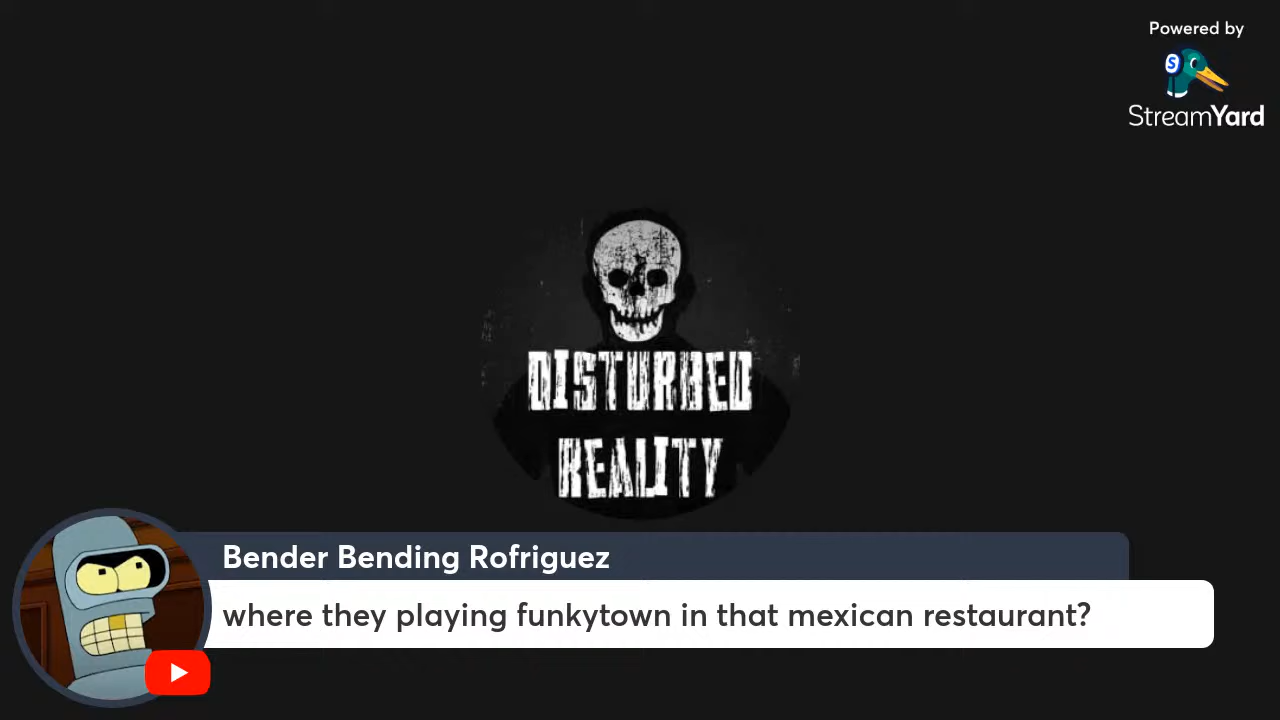 Powered by
S
StreamYard
DISTURBED
REALITY
Bender Bending Rofriguez
where they playing funkytown in that mexican restaurant?